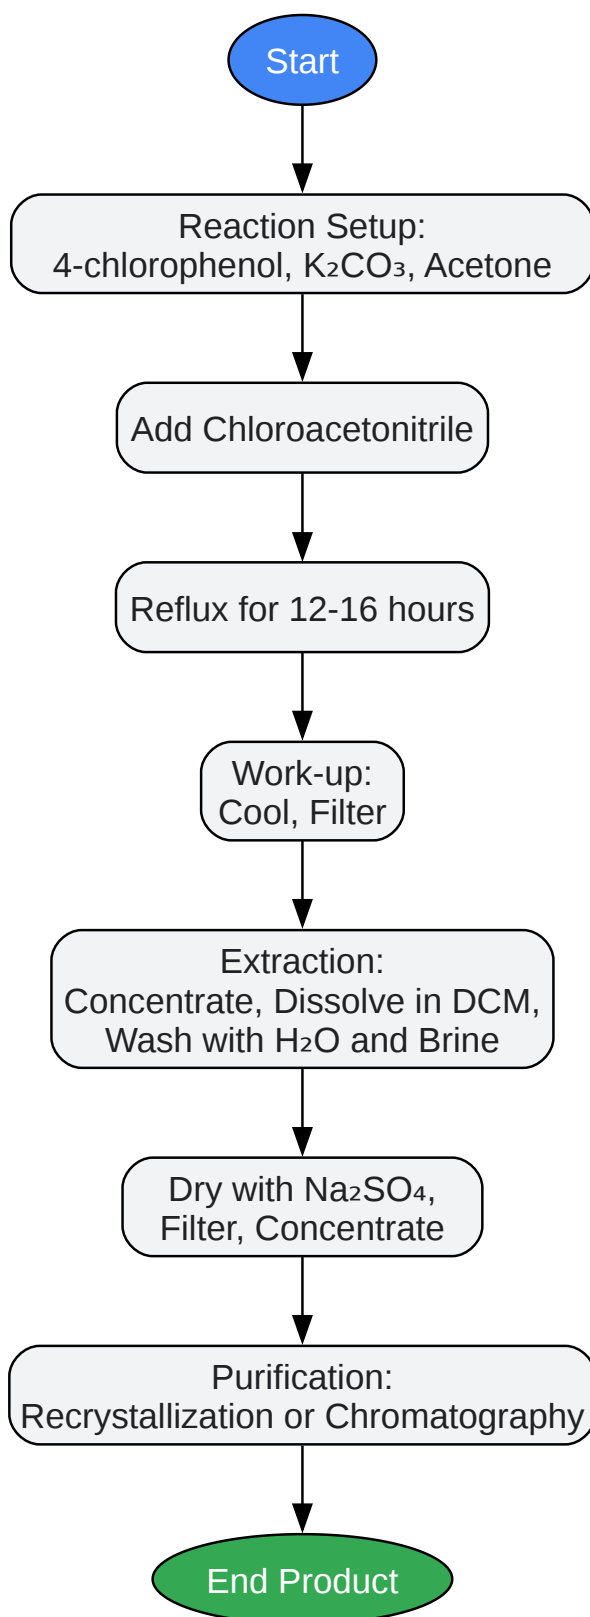 Start
Reaction Setup:
4-chlorophenol, K₂CO₃, Acetone
Add Chloroacetonitrile
Reflux for 12-16 hours
Work-up:
Cool, Filter
Extraction:
Concentrate, Dissolve in DCM,
Wash with H₂O and Brine
Dry with Na₂SO₄,
Filter, Concentrate
Purification:
Recrystallization or Chromatography
End Product